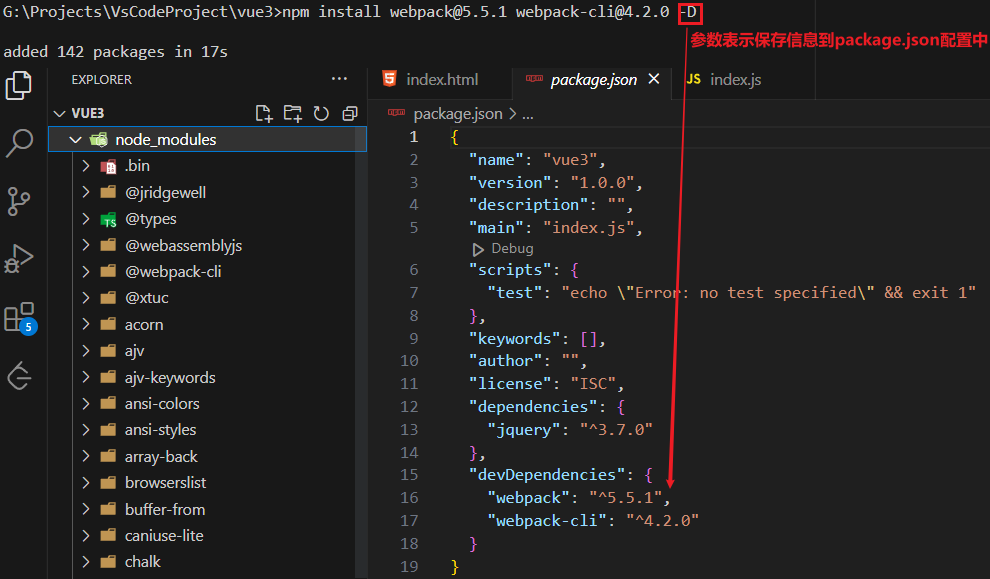 G:\Projects\VsCodeProject\vue3>npm install webpack@5.5.1 webpack-cli@4.2.0 -D
参数表示保存信息到package.json配置中
added 142 packages in 17s
EXPLORER ...
index.html package.json × JS index.js
VUE3
package.json > ...
node_modules
.bin
@jridgewell
TS @types
@webassemblyjs
@webpack-cli
@xtuc
5
acorn
ajv
ajv-keywords
ansi-colors
ansi-styles
array-back
browserslist
buffer-from
caniuse-lite
chalk
1 {
2 "name": "vue3",
3 "version": "1.0.0",
4 "description": "",
5 "main": "index.js",
Debug
6 "scripts": {
7 "test": "echo \"Error: no test specified\" && exit 1"
8 },
9 "keywords": [],
10 "author": "",
11 "license": "ISC",
12 "dependencies": {
13 "jquery": "^3.7.0"
14 },
15 "devDependencies": {
16 "webpack": "^5.5.1",
17 "webpack-cli": "^4.2.0"
18 }
19 }